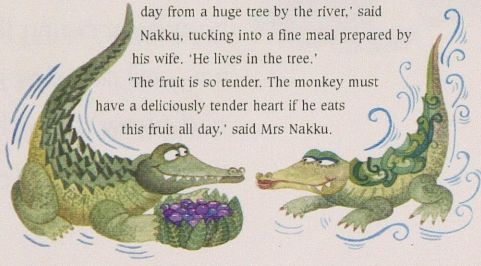 day from a huge tree by the river,' said
Nakku, tucking into a fine meal prepared by
his wife. 'He lives in the tree.'
'The fruit is so tender. The monkey must
have a deliciously tender heart if he eats
this fruit all day,' said Mrs Nakku.